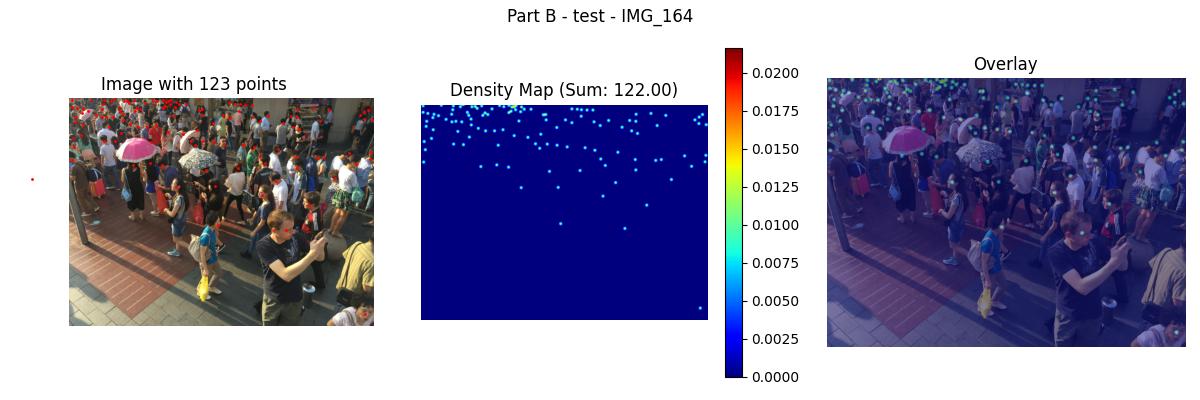 Part B - test - IMG_164
Image with 123 points
Density Map (Sum: 122.00)
Overlay
0.0200
0.0175
0.0150
0.0125
0.0100
0.0075
0.0050
0.0025
0.0000